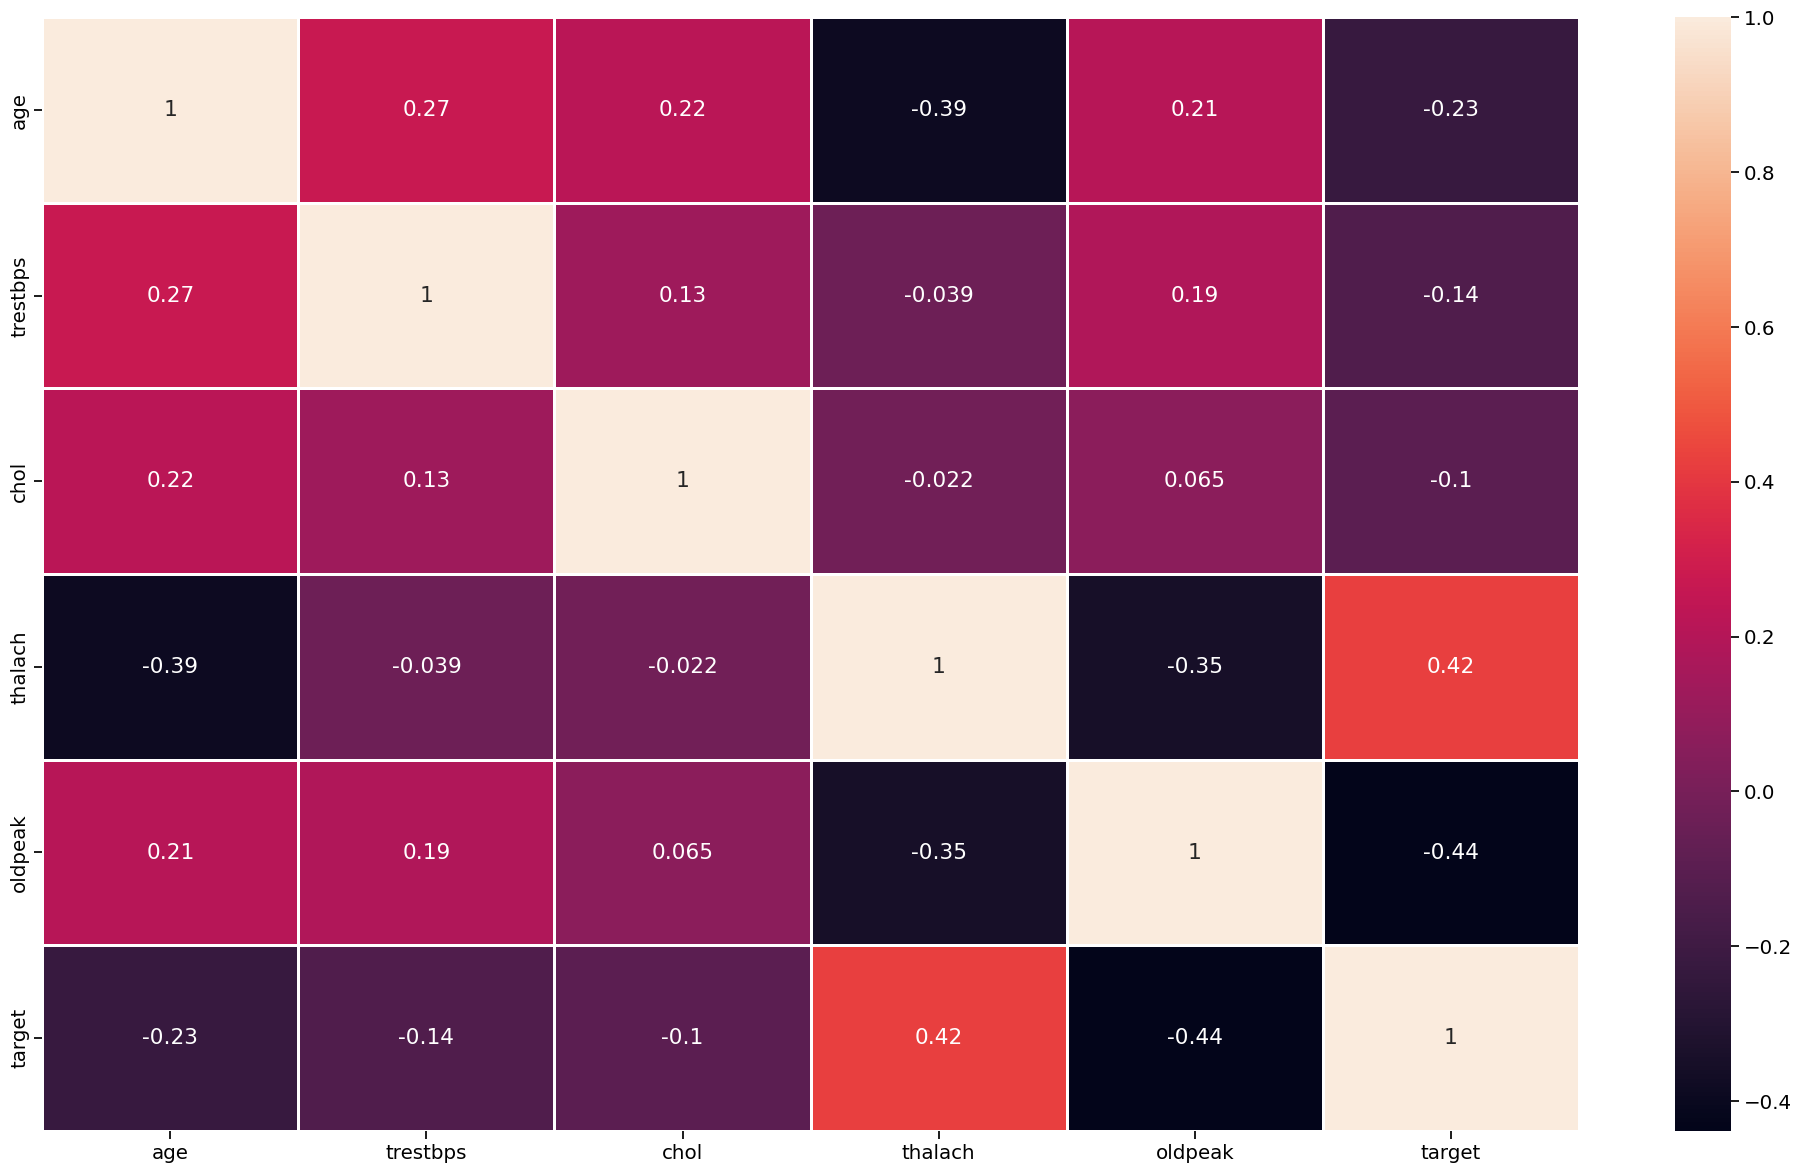 age 1 0.27 0.22 -0.39 0.21 -0.23
trestbps 0.27 1 0.13 -0.039 0.19 -0.14
chol 0.22 0.13 1 -0.022 0.065 -0.1
thalach -0.39 -0.039 -0.022 1 -0.35 0.42
oldpeak 0.21 0.19 0.065 -0.35 1 -0.44
target -0.23 -0.14 -0.1 0.42 -0.44 1
age trestbps chol thalach oldpeak target
1.0
0.8
0.6
0.4
0.2
0.0
−0.2
−0.4